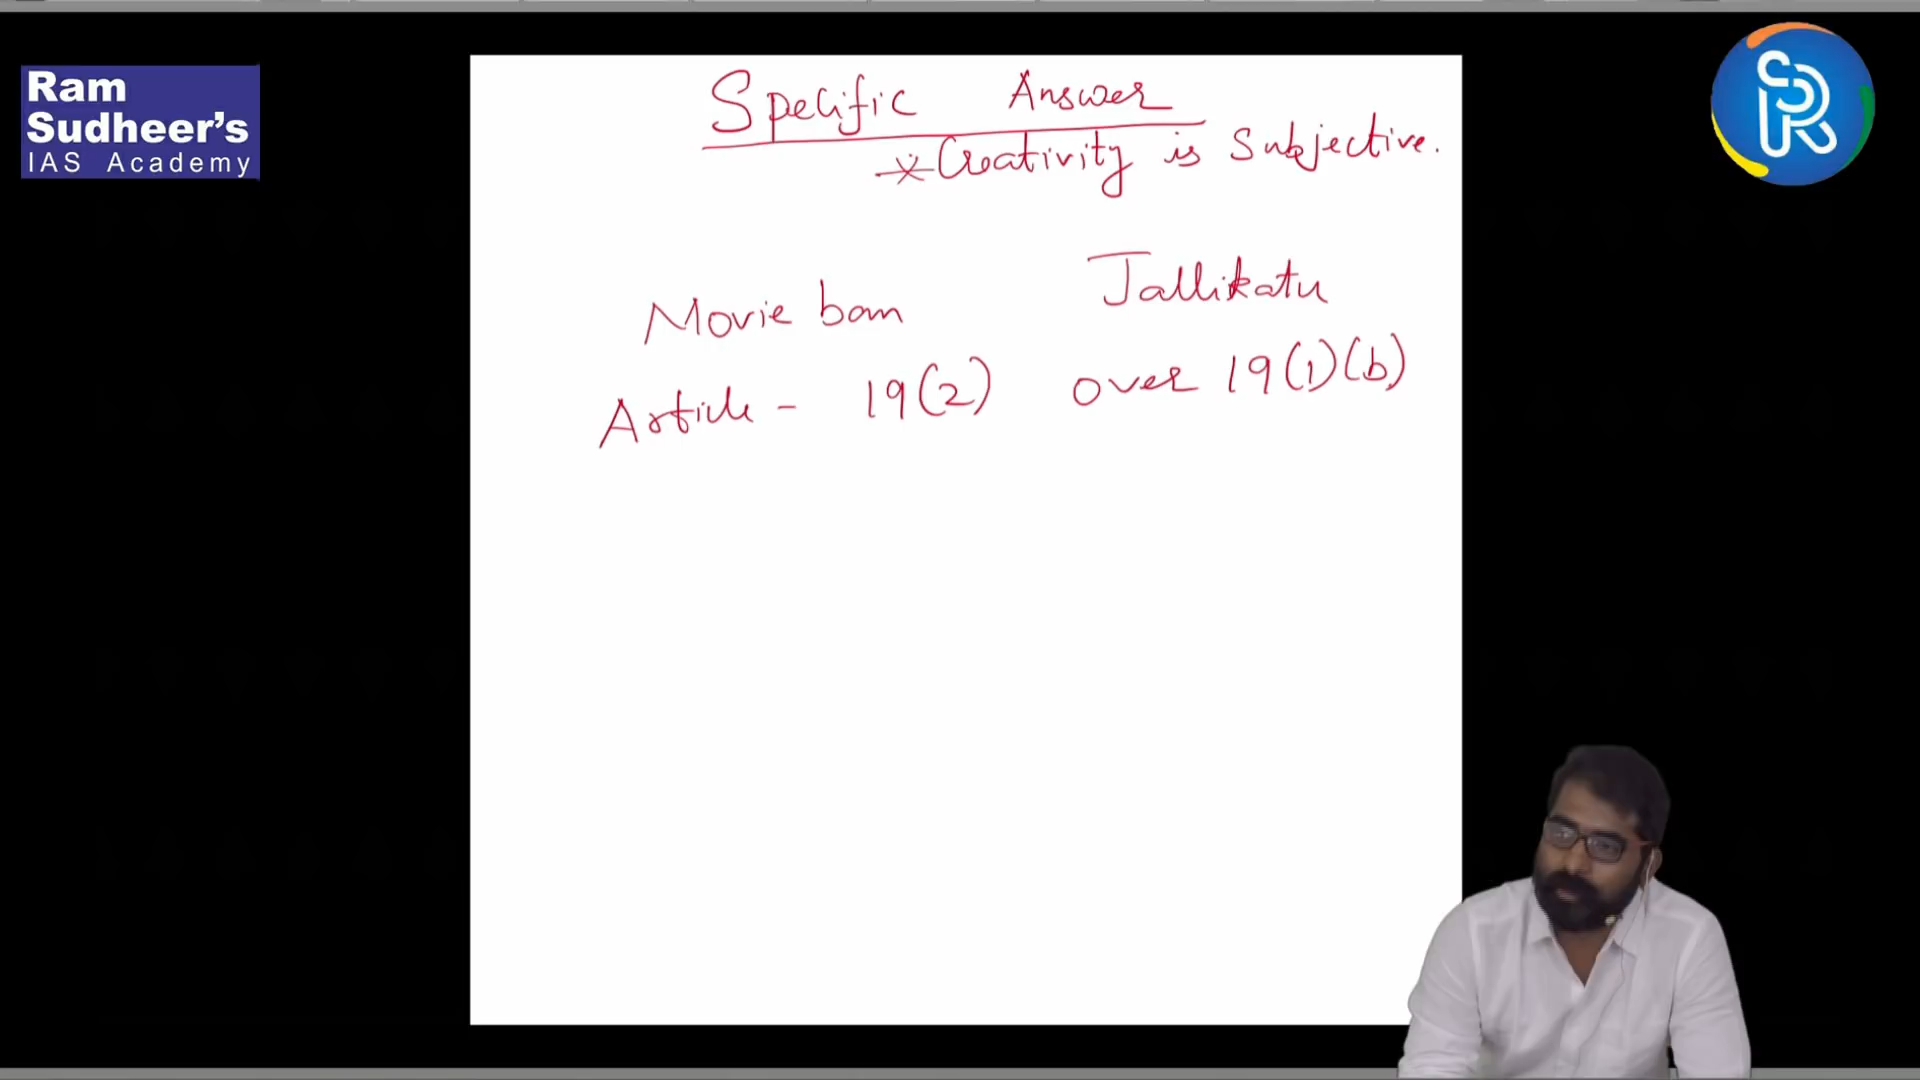 Ram
Sudheer's
IAS Academy
Specific Answer
* Creativity is Subjective.
Movie ban Jallikatu
Article - 19(2) over 19(1)(b)